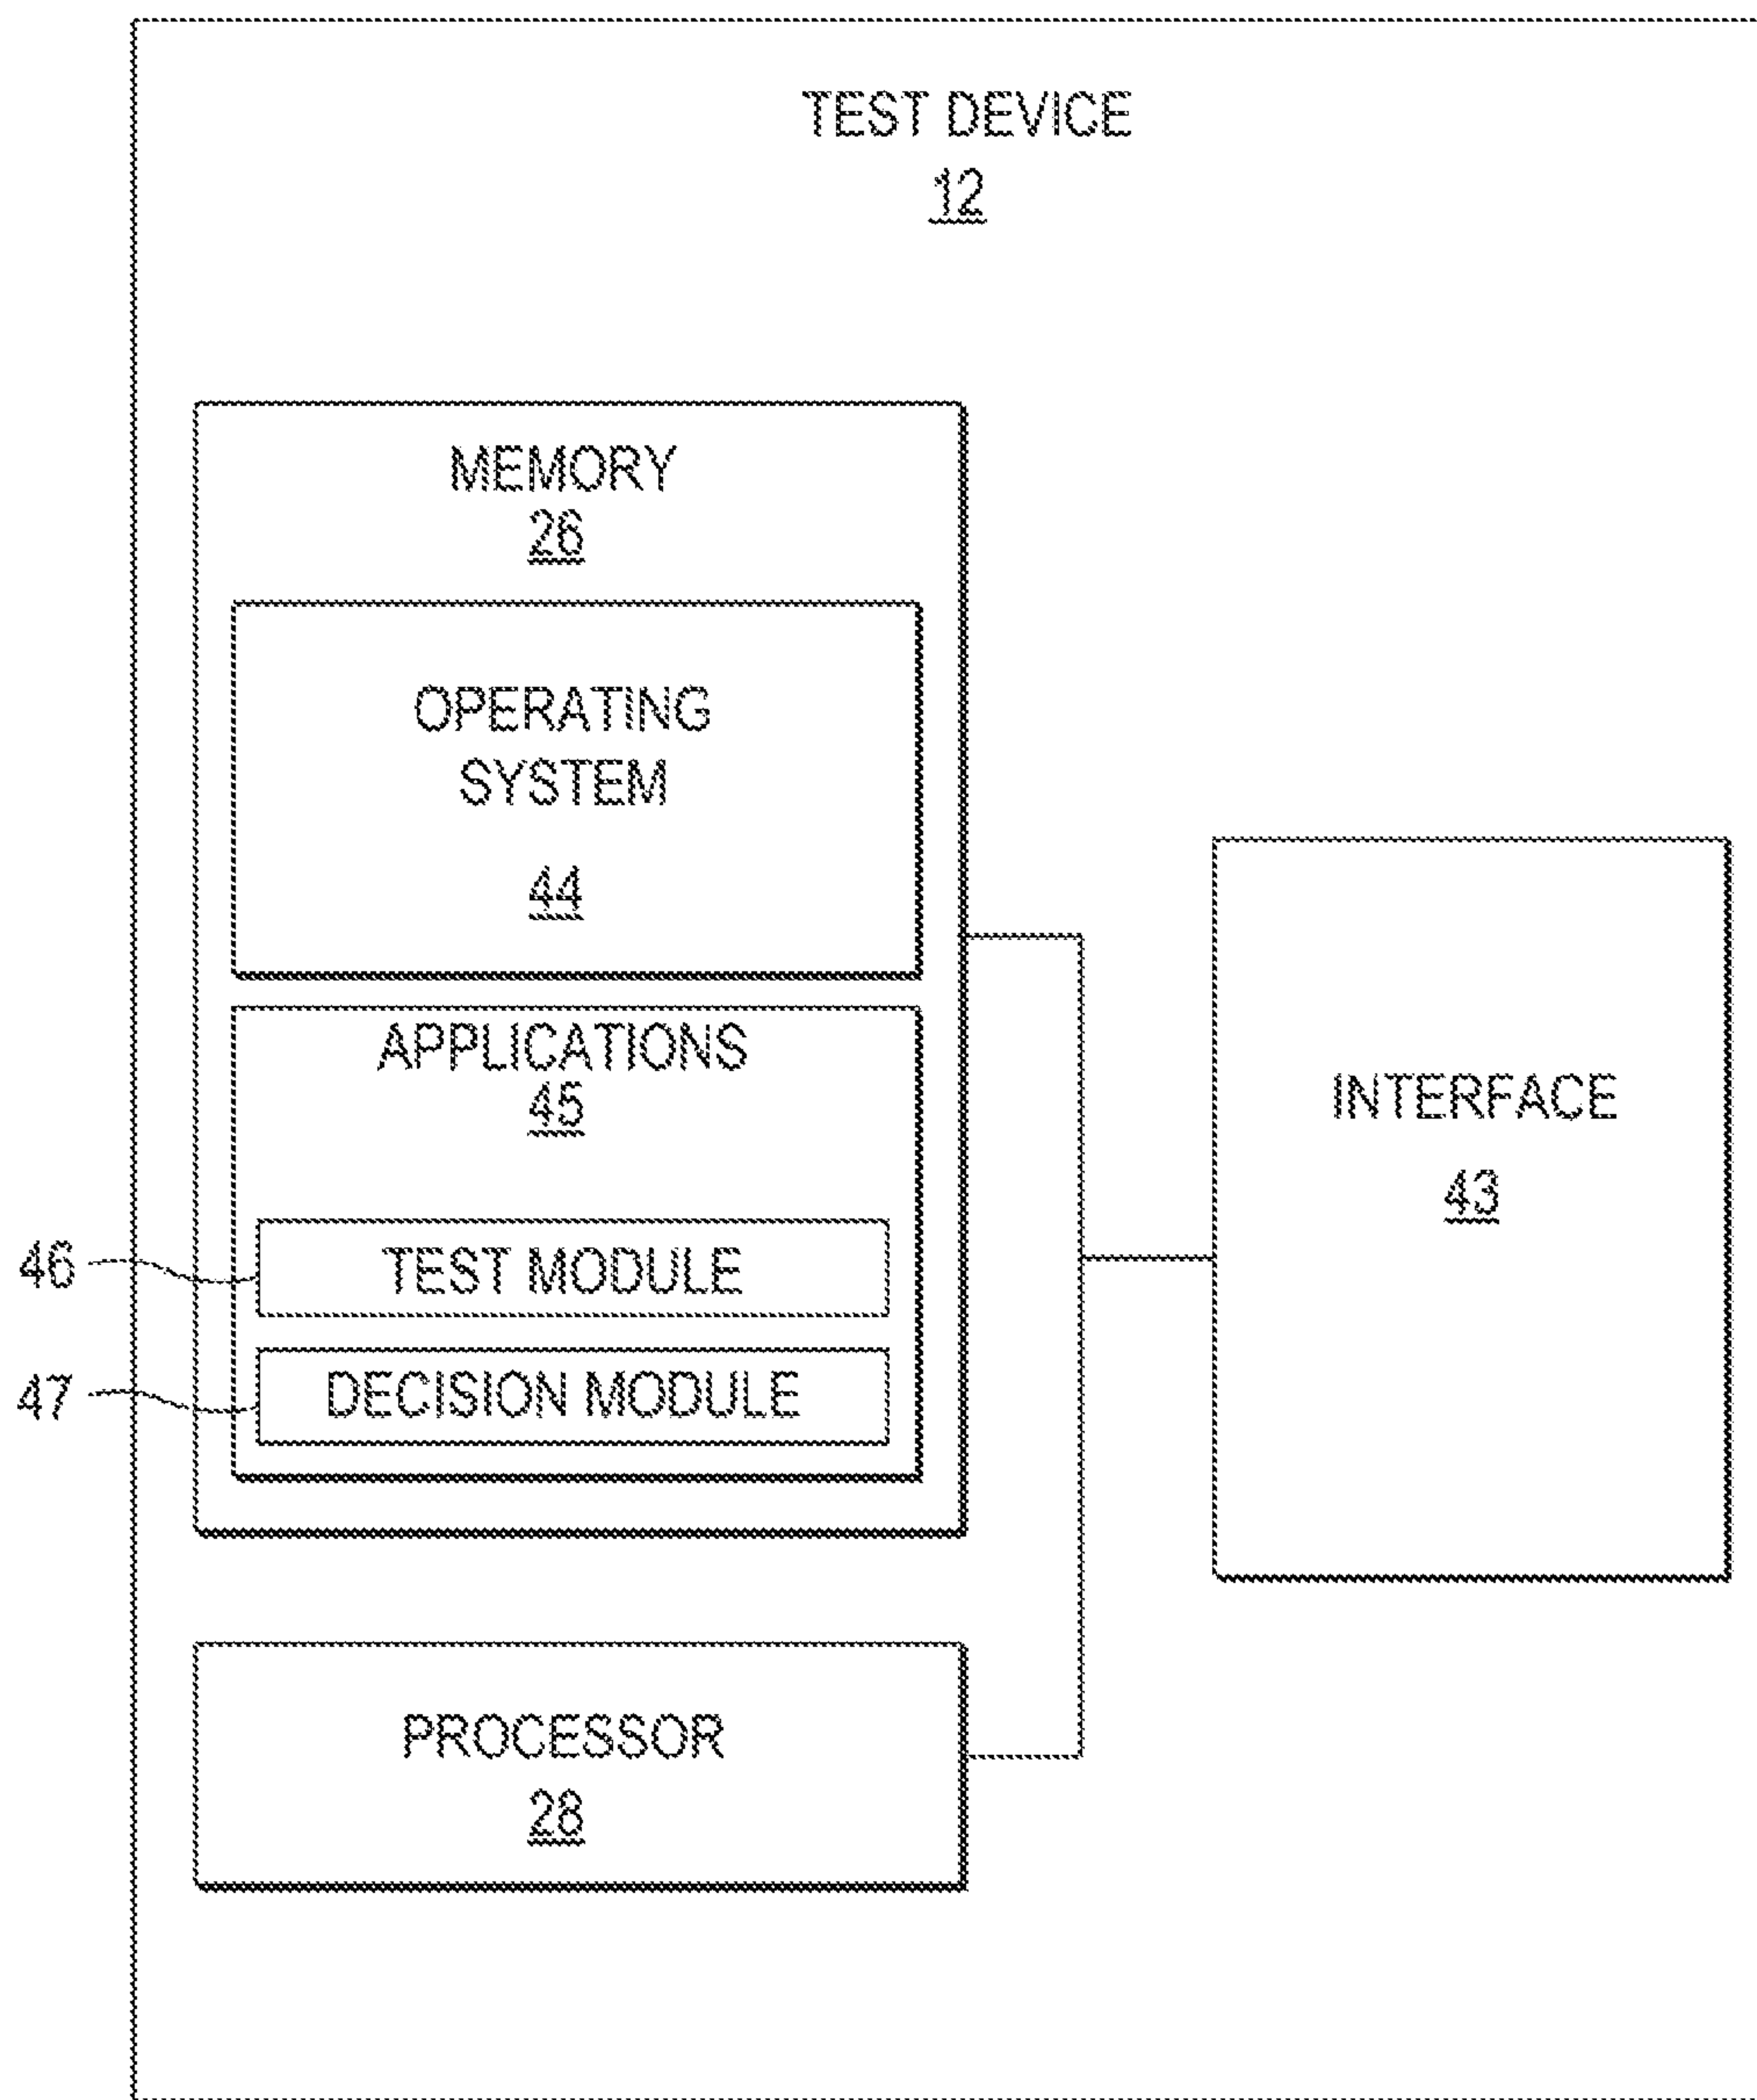 TEST DEVICE
12
MEMORY
26
OPERATING
SYSTEM
44
APPLICATIONS
45
46
TEST MODULE
47
DECISION MODULE
INTERFACE
43
PROCESSOR
28